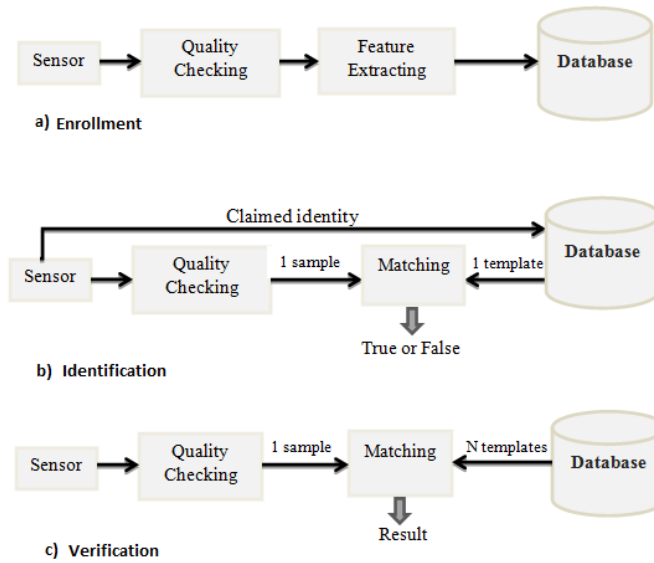 Sensor
Quality
Checking
Feature
Extracting
Database
a) Enrollment
Claimed identity
Sensor
Quality
Checking
1 sample
Matching
1 template
Database
True or False
b) Identification
Sensor
Quality
Checking
1 sample
Matching
N templates
Database
Result
c) Verification